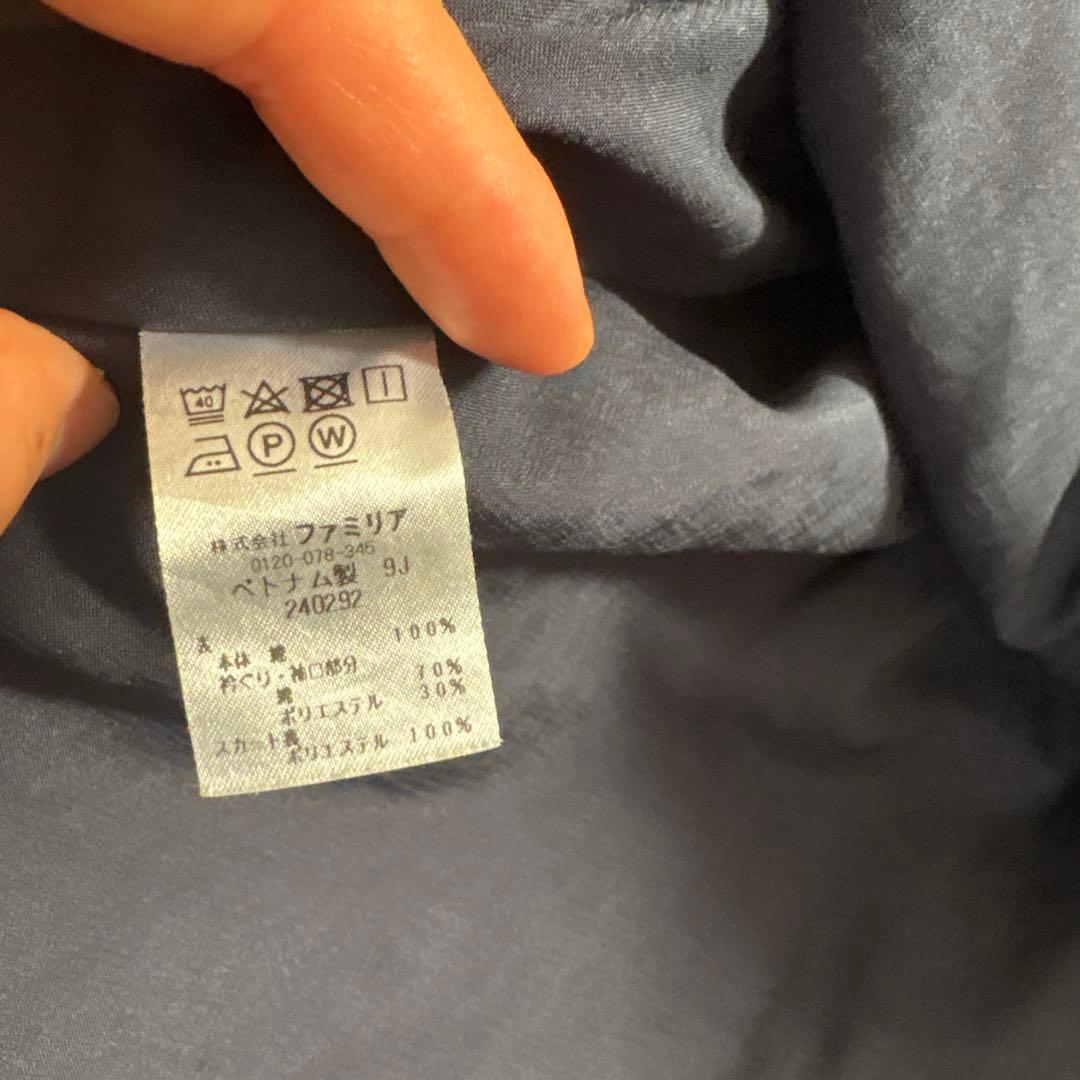 40
P W
株式会社 ファミリア
0120-078-345
ベトナム製 9J
240292
表
本体 綿 100%
衿ぐり・袖口部分
綿 70%
ポリエステル 30%
スカート裏
ポリエステル 100%